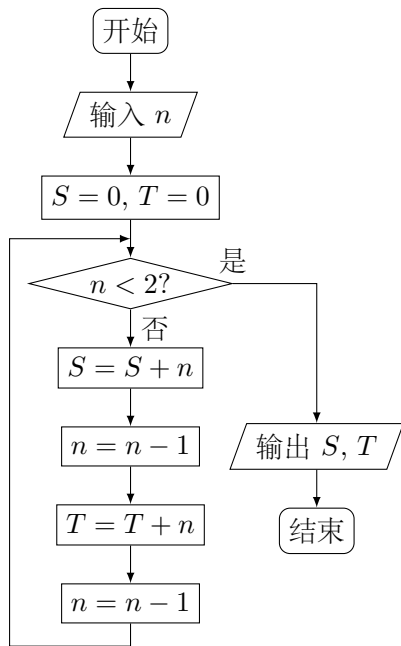 开始
输入 n
S = 0, T = 0
n < 2?
是
否
S = S + n
n = n − 1
T = T + n
n = n − 1
输出 S, T
结束